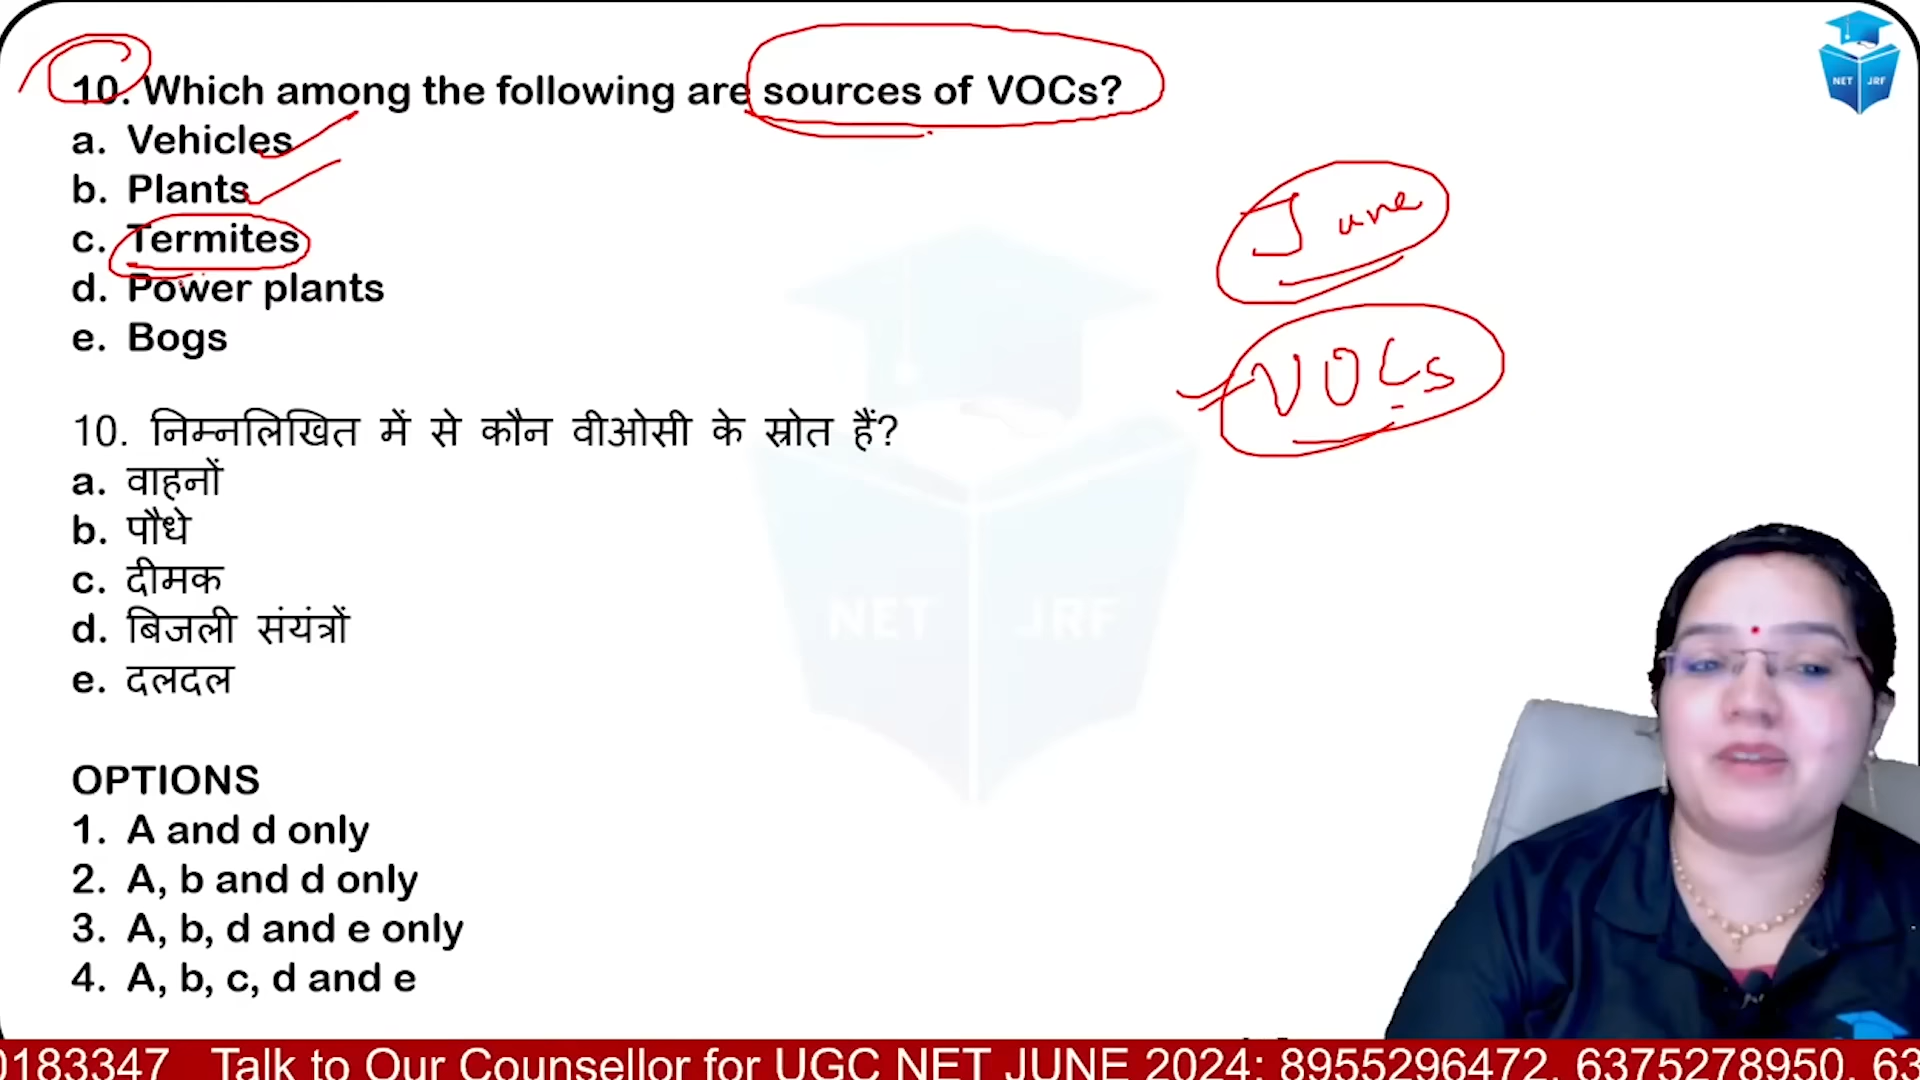 10. Which among the following are sources of VOCs?
a. Vehicles
b. Plants
c. Termites
d. Power plants
e. Bogs
June
VOCs
10. निम्नलिखित में से कौन वीओसी के स्रोत हैं?
a. वाहनों
b. पौधे
c. दीमक
d. बिजली संयंत्रों
e. दलदल
OPTIONS
1. A and d only
2. A, b and d only
3. A, b, d and e only
4. A, b, c, d and e
NET JRF
NET JRF
0183347 Talk to Our Counsellor for UGC NET JUNE 2024: 8955296472, 6375278950, 63